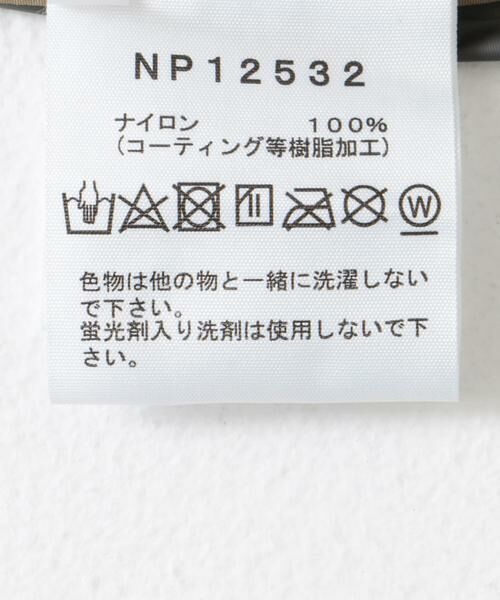 NP12532
ナイロン 100%
(コーティング等樹脂加工)
W
色物は他の物と一緒に洗濯しない
で下さい。
蛍光剤入り洗剤は使用しないで下
さい。